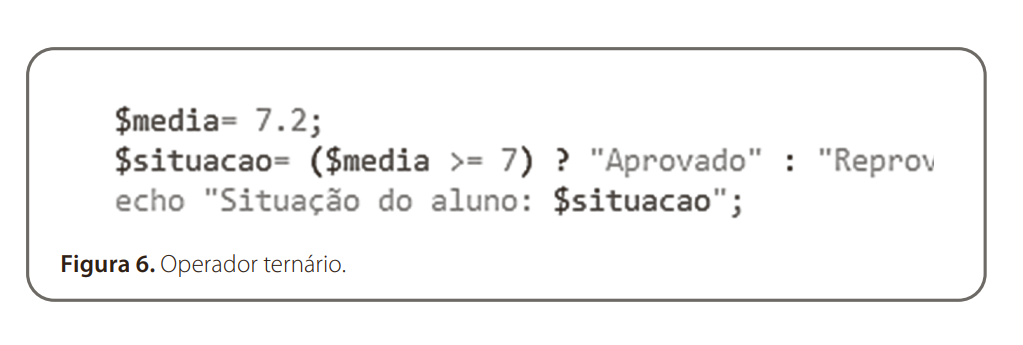 $media= 7.2;
$situacao= ($media >= 7) ? "Aprovado" : "Reprov
echo "Situação do aluno: $situacao";
Figura 6. Operador ternário.